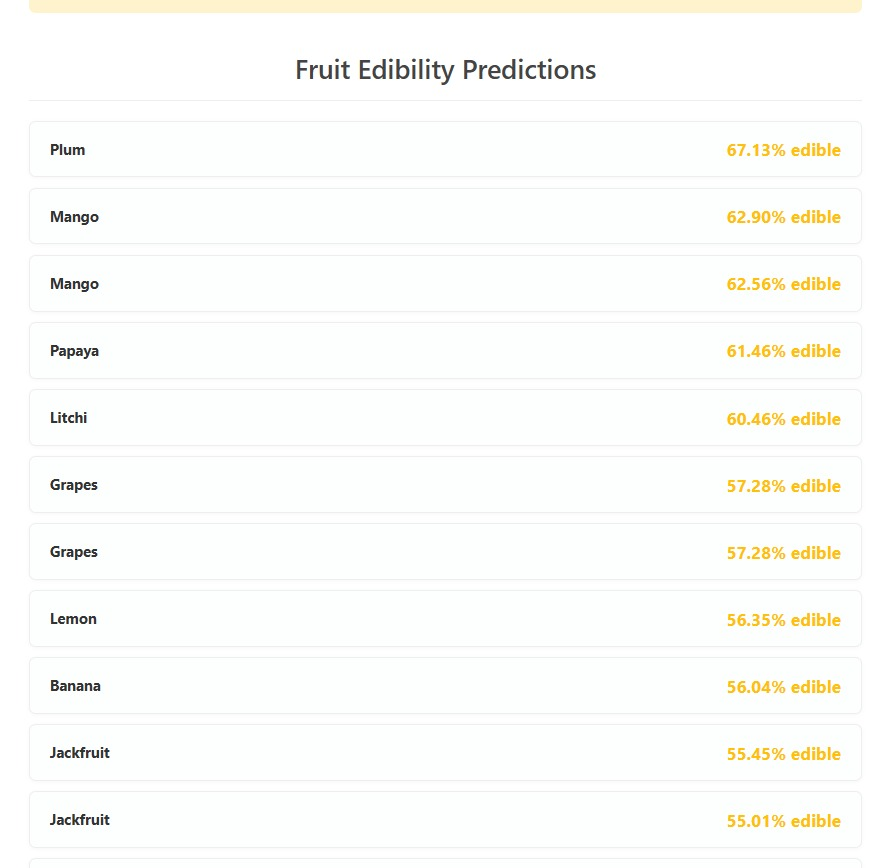 Fruit Edibility Predictions
Plum 67.13% edible
Mango 62.90% edible
Mango 62.56% edible
Papaya 61.46% edible
Litchi 60.46% edible
Grapes 57.28% edible
Grapes 57.28% edible
Lemon 56.35% edible
Banana 56.04% edible
Jackfruit 55.45% edible
Jackfruit 55.01% edible